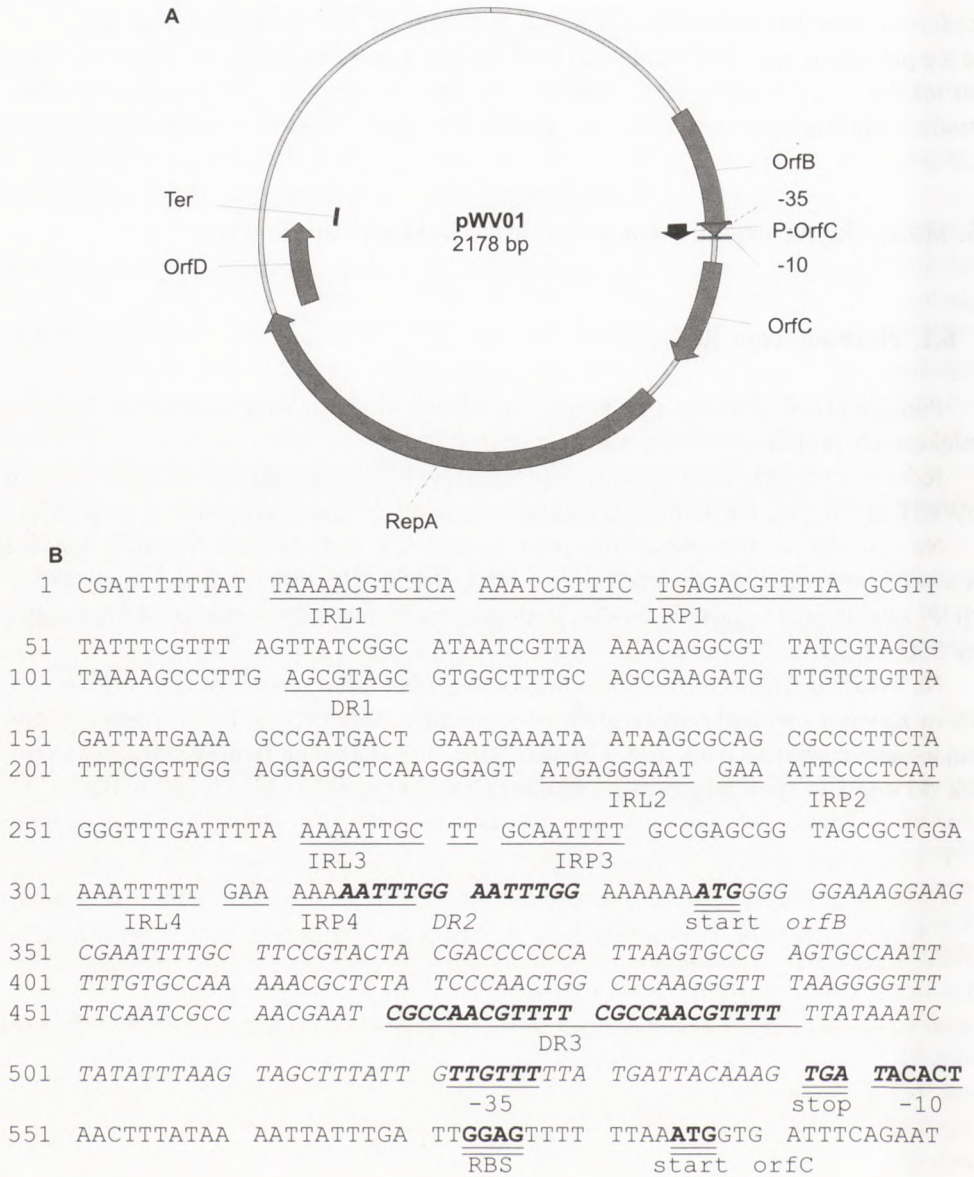 A
OrfB
-35
Ter
pWV01
P-OrfC
2178 bp
-10
OrfD
OrfC
RepA
B
1 CGATTTTTTAT TAAAACGTCTCA AAATCGTTTC TGAGACGTTTTA GCGTT
IRL1 IRP1
51 TATTTCGTTT AGTTATCGGC ATAATCGTTA AAACAGGCGT TATCGTAGCG
101 TAAAAGCCCTTG AGCGTAGC GTGGCTTTGC AGCGAAGATG TTGTCTGTTA
DR1
151 GATTATGAAA GCCGATGACT GAATGAAATA ATAAGCGCAG CGCCCTTCTA
201 TTTCGGTTGG AGGAGGCTCAAGGGAGT ATGAGGGAAT GAA ATTCCCTCAT
IRL2 IRP2
251 GGGTTTGATTTTA AAAATTGC TT GCAATTTT GCCGAGCGG TAGCGCTGGA
IRL3 IRP3
301 AAATTTTT GAA AAAAATTTGG AATTTGG AAAAAAATGGGG GGAAAGGAAG
IRL4 IRP4 DR2 start orfB
351 CGAATTTTGC TTCCGTACTA CGACCCCCCA TTAAGTGCCG AGTGCCAATT
401 TTTGTGCCAA AAACGCTCTA TCCCAACTGG CTCAAGGGTT TAAGGGGTTT
451 TTCAATCGCC AACGAAT CGCCAACGTTTT CGCCAACGTTTT TTATAAATC
DR3
501 TATATTTAAG TAGCTTTATT GTTGTTTTTA TGATTACAAAG TGA TACACT
-35 stop -10
551 AACTTTATAA AATTATTTGA TTGGAGTTTT TTAAATGGTG ATTTCAGAAT
RBS start orfC